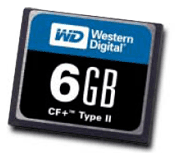 WD Western
Digital®
6GB
CF+™ Type II